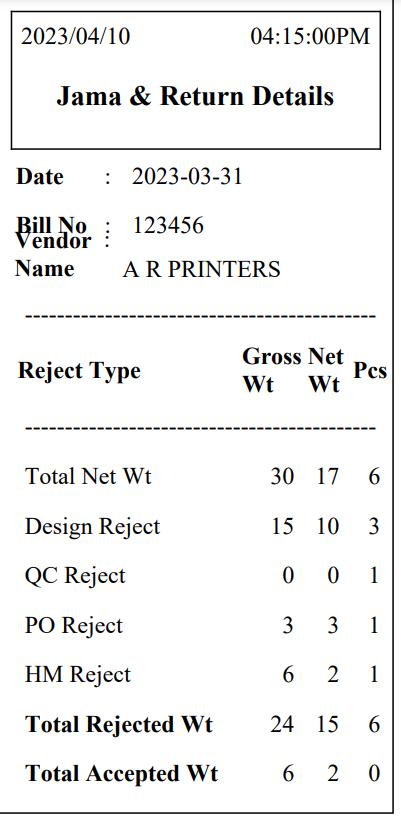 2023/04/10 04:15:00PM
Jama & Return Details
Date : 2023-03-31
Bill No : 123456
Vendor :
Name A R PRINTERS
--------------------------------------------
Reject Type Gross Wt Net Wt Pcs
--------------------------------------------
Total Net Wt 30 17 6
Design Reject 15 10 3
QC Reject 0 0 1
PO Reject 3 3 1
HM Reject 6 2 1
Total Rejected Wt 24 15 6
Total Accepted Wt 6 2 0